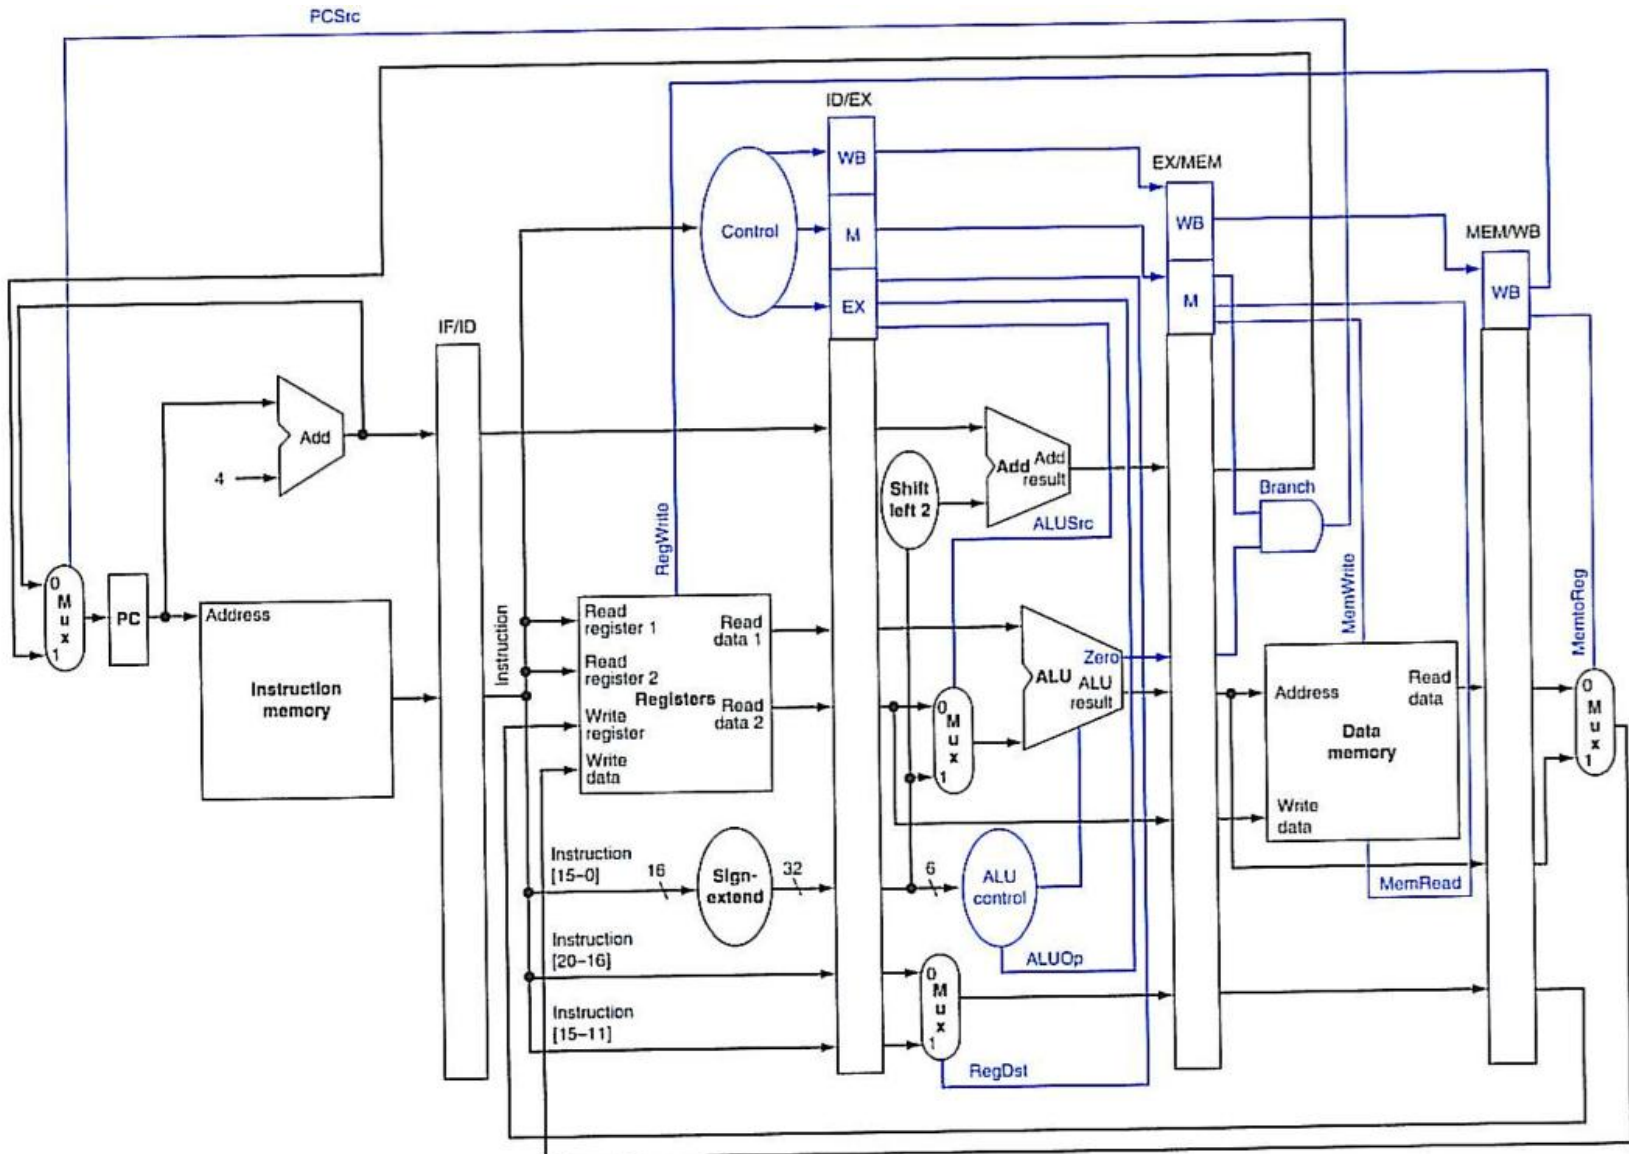 PCSrc
ID/EX
WB
EX/MEM
Control
M
WB
MEM/WB
EX
M
WB
IF/ID
Add
4
Shift
left 2
Add
Add
result
Branch
ALUSrc
RegWrite
MemWrite
MemtoReg
0
M
u
x
1
PC
Address
Instruction
memory
Instruction
Read
register 1
Read
register 2
Write
register
Write
data
Registers
Read
data 1
Read
data 2
0
M
u
x
1
Zero
ALU
ALU
result
Address
Read
data
Data
memory
Write
data
0
M
u
x
1
MemRead
Instruction
[15–0]
16
Sign-
extend
32
6
ALU
control
ALUOp
Instruction
[20–16]
Instruction
[15–11]
0
M
u
x
1
RegDst